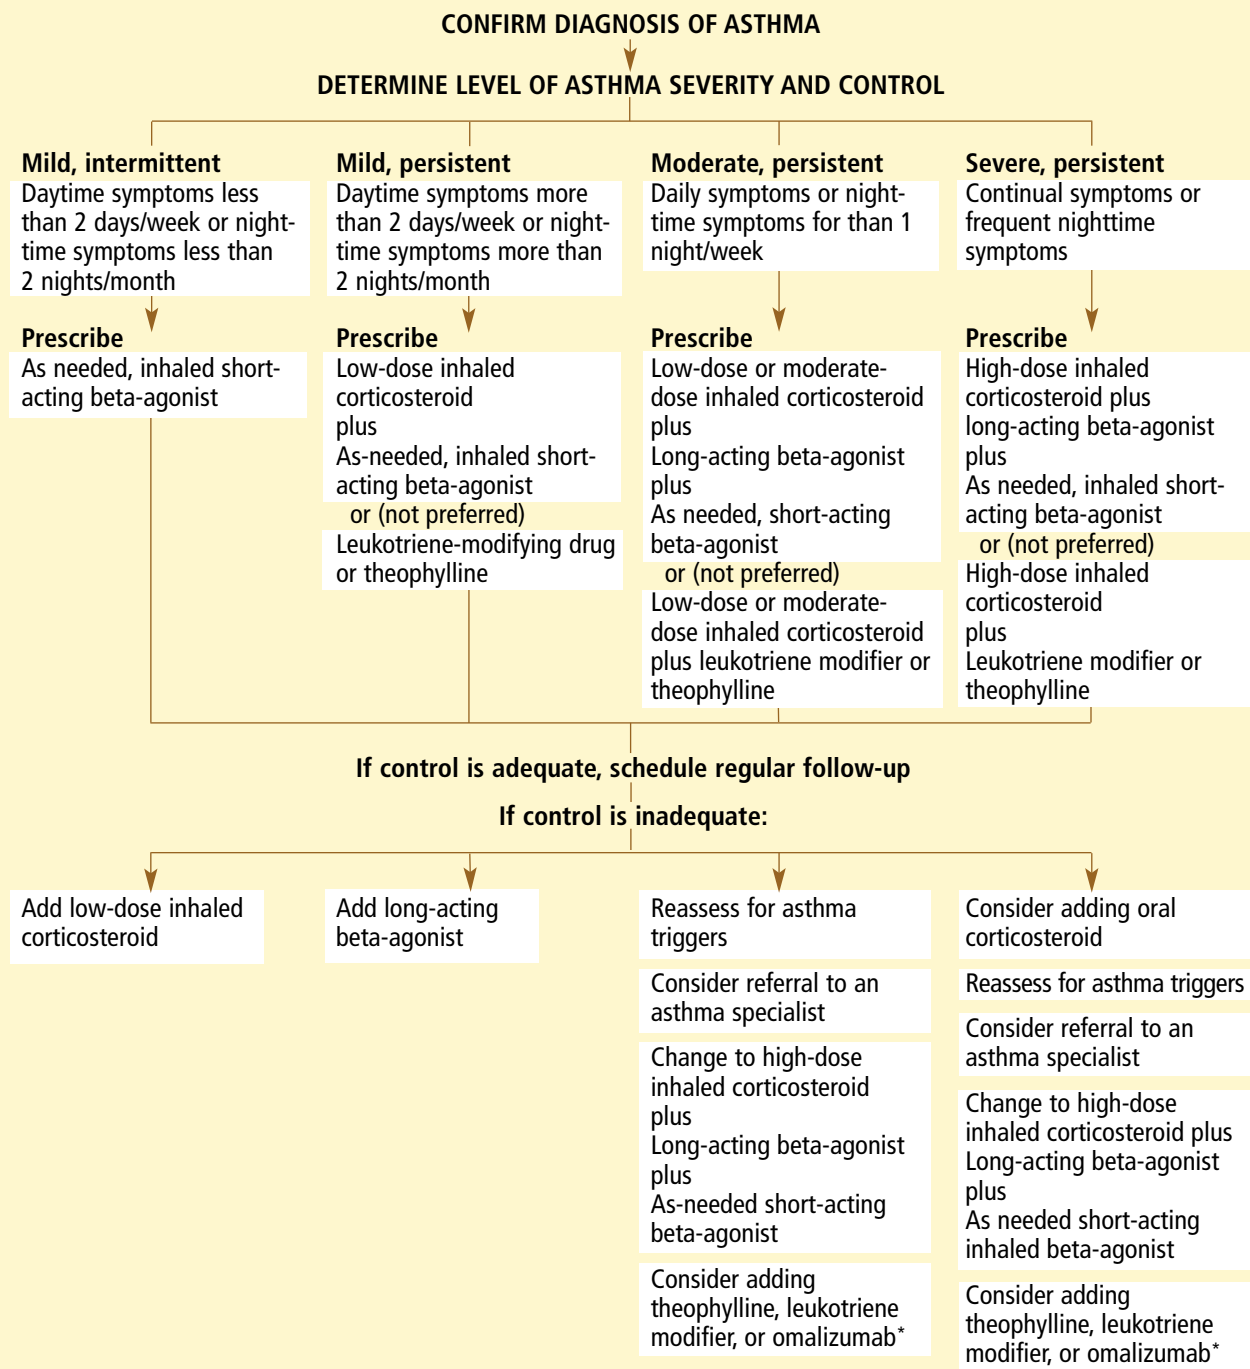 CONFIRM DIAGNOSIS OF ASTHMA
DETERMINE LEVEL OF ASTHMA SEVERITY AND CONTROL
Mild, intermittent
Daytime symptoms less
than 2 days/week or night-
time symptoms less than
2 nights/month
Prescribe
As needed, inhaled short-
acting beta-agonist
Mild, persistent
Daytime symptoms more
than 2 days/week or night-
time symptoms more than
2 nights/month
Prescribe
Low-dose inhaled
corticosteroid
plus
As-needed, inhaled short-
acting beta-agonist
or (not preferred)
Leukotriene-modifying drug
or theophylline
Moderate, persistent
Daily symptoms or night-
time symptoms for than 1
night/week
Prescribe
Low-dose or moderate-
dose inhaled corticosteroid
plus
Long-acting beta-agonist
plus
As needed, short-acting
beta-agonist
or (not preferred)
Low-dose or moderate-
dose inhaled corticosteroid
plus leukotriene modifier or
theophylline
Severe, persistent
Continual symptoms or
frequent nighttime
symptoms
Prescribe
High-dose inhaled
corticosteroid plus
long-acting beta-agonist
plus
As needed, inhaled short-
acting beta-agonist
or (not preferred)
High-dose inhaled
corticosteroid
plus
Leukotriene modifier or
theophylline
If control is adequate, schedule regular follow-up
If control is inadequate:
Add low-dose inhaled
corticosteroid
Add long-acting
beta-agonist
Reassess for asthma
triggers
Consider referral to an
asthma specialist
Change to high-dose
inhaled corticosteroid
plus
Long-acting beta-agonist
plus
As-needed short-acting
beta-agonist
Consider adding
theophylline, leukotriene
modifier, or omalizumab*
Consider adding oral
corticosteroid
Reassess for asthma triggers
Consider referral to an
asthma specialist
Change to high-dose
inhaled corticosteroid plus
Long-acting beta-agonist
plus
As needed short-acting
inhaled beta-agonist
Consider adding
theophylline, leukotriene
modifier, or omalizumab*